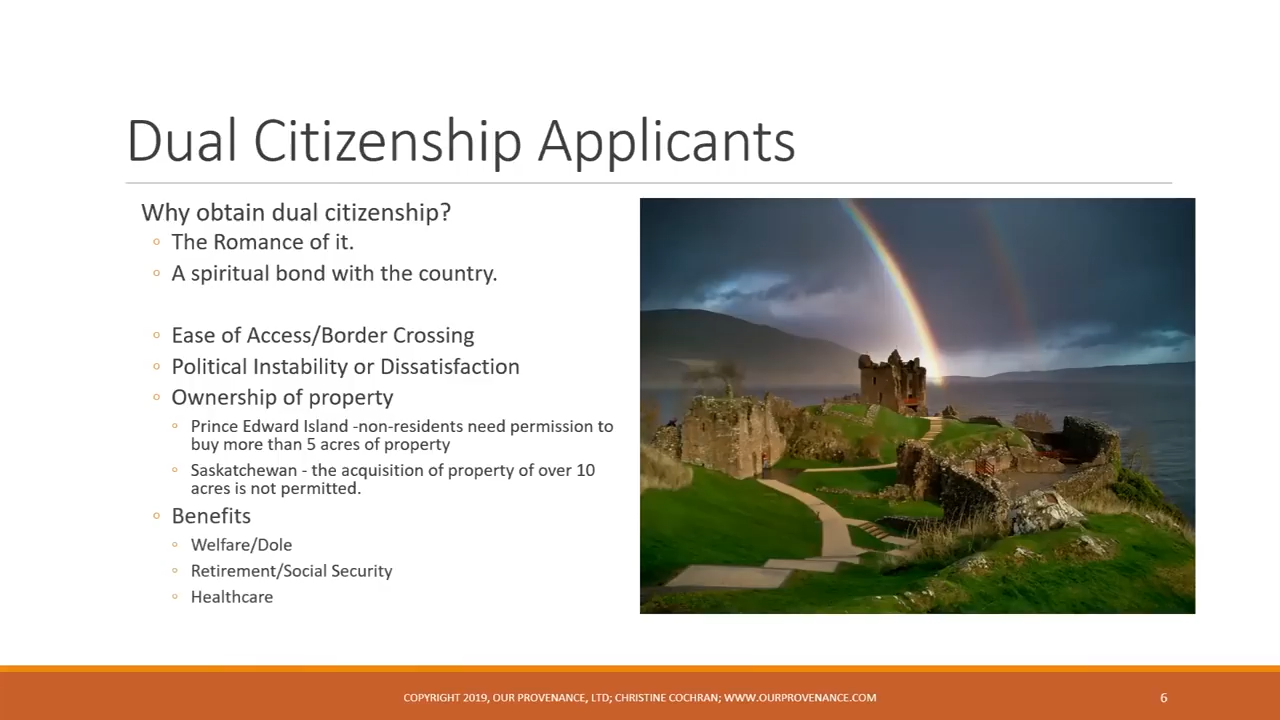 Dual Citizenship Applicants
Why obtain dual citizenship?
The Romance of it.
A spiritual bond with the country.
Ease of Access/Border Crossing
Political Instability or Dissatisfaction
Ownership of property
Prince Edward Island -non-residents need permission to
buy more than 5 acres of property
Saskatchewan - the acquisition of property of over 10
acres is not permitted.
Benefits
Welfare/Dole
Retirement/Social Security
Healthcare
COPYRIGHT 2019, OUR PROVENANCE, LTD; CHRISTINE COCHRAN; WWW.OURPROVENANCE.COM
6